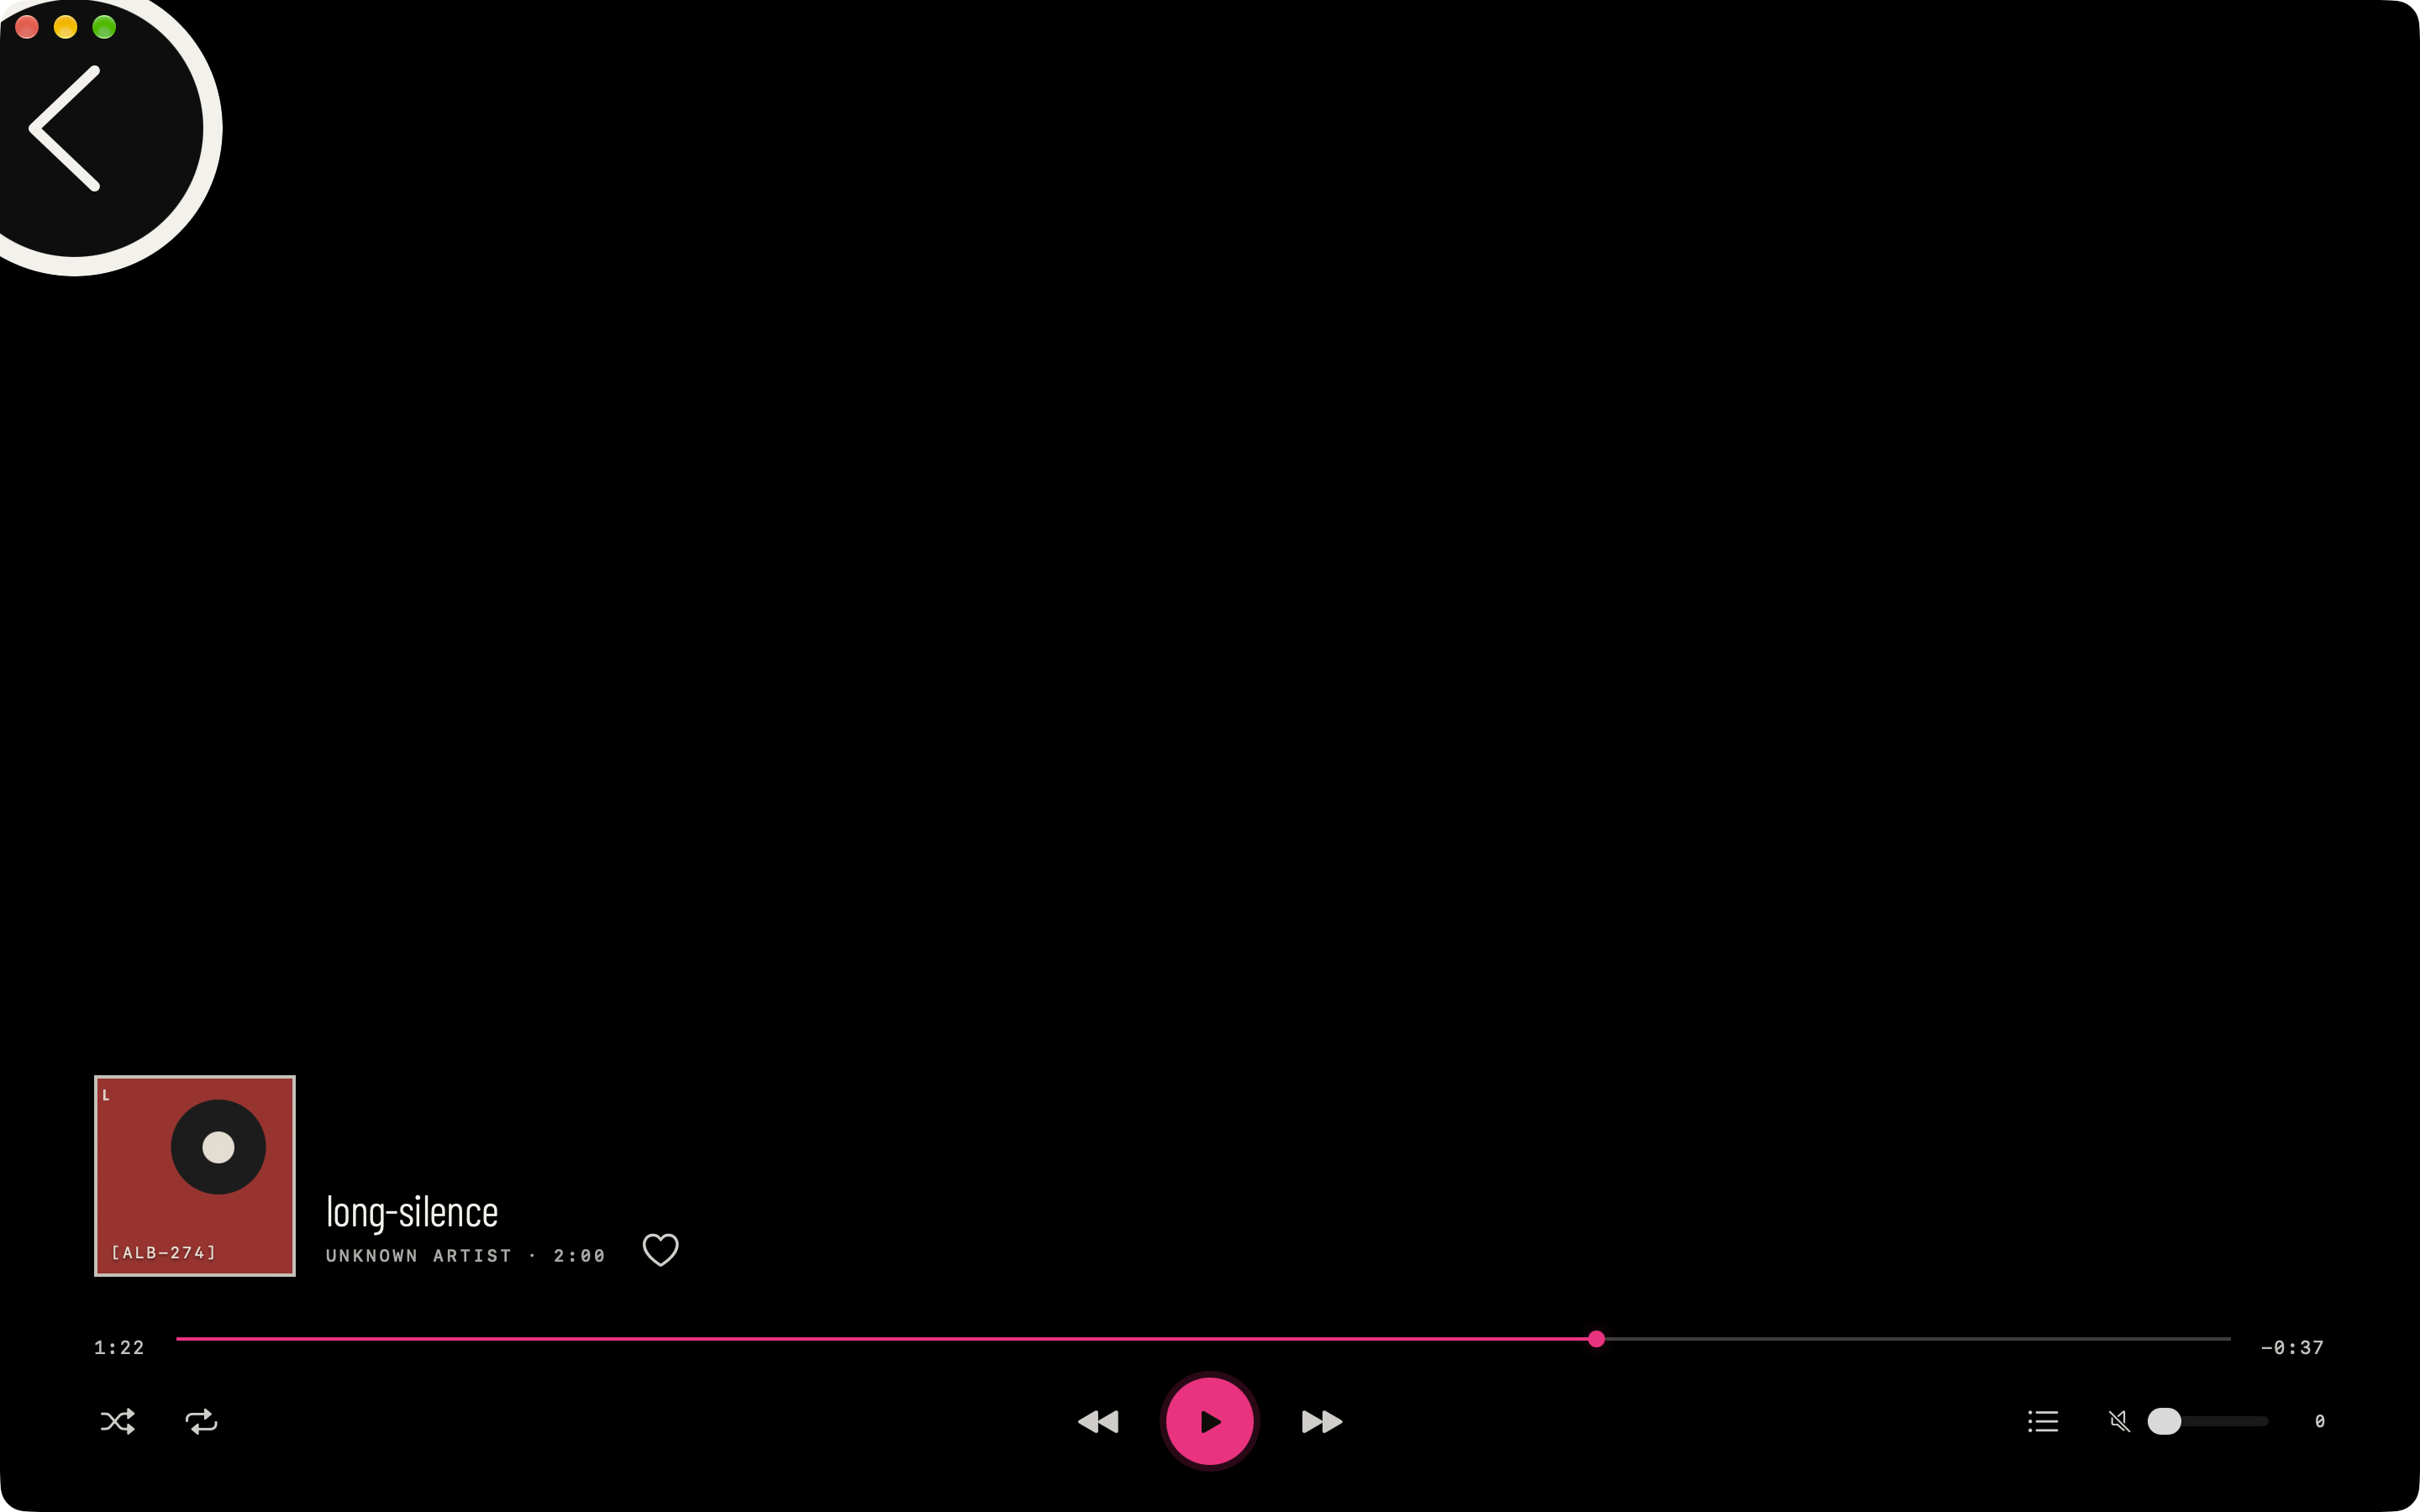 L
[ALB-274]
long-silence
UNKNOWN ARTIST · 2:00
1:22
-0:37
0